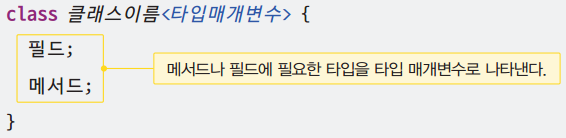 class 클래스이름<타입매개변수> {
필드;
메서드나 필드에 필요한 타입을 타입 매개변수로 나타낸다.
메서드;
}